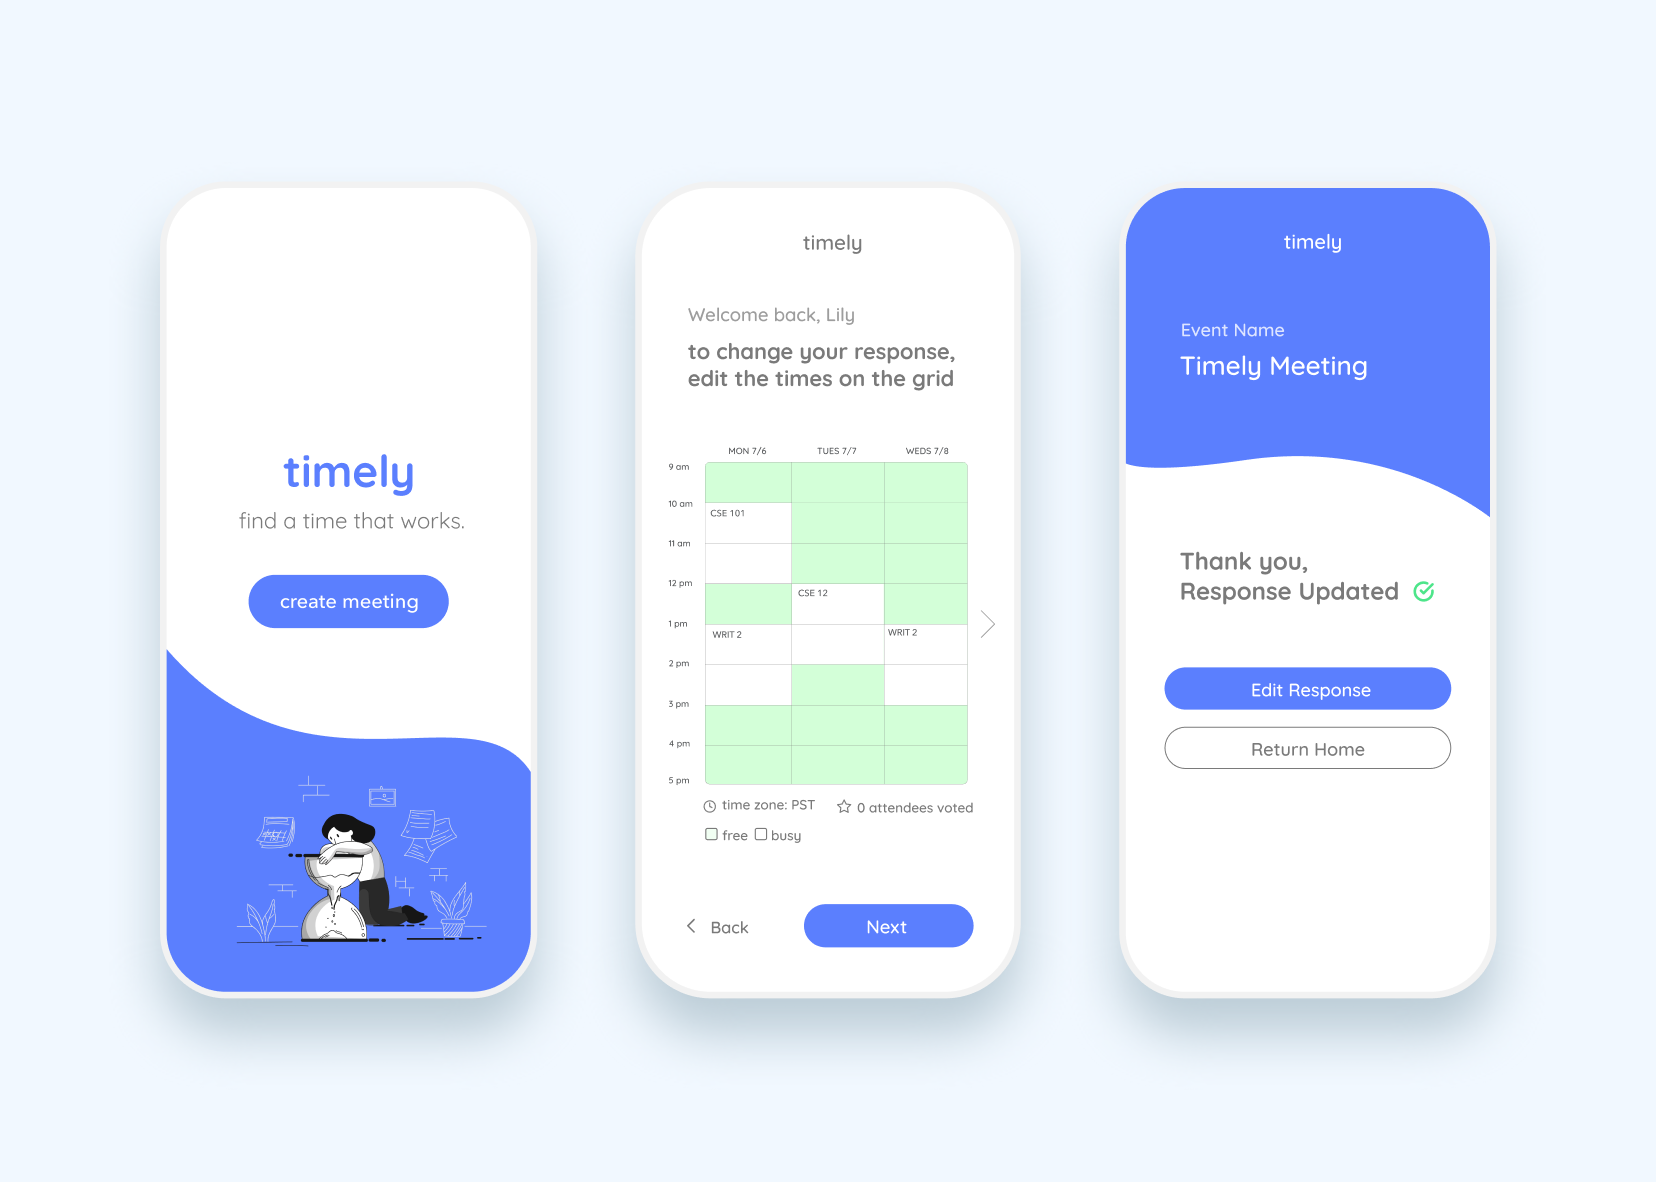 timely
find a time that works.
create meeting
timely
Welcome back, Lily
to change your response,
edit the times on the grid
MON 7/6 TUES 7/7 WEDS 7/8
9 am
10 am
CSE 101
11 am
12 pm
CSE 12
1 pm
WRIT 2 WRIT 2
2 pm
3 pm
4 pm
5 pm
time zone: PST 0 attendees voted
free busy
Back Next
timely
Event Name
Timely Meeting
Thank you,
Response Updated
Edit Response
Return Home